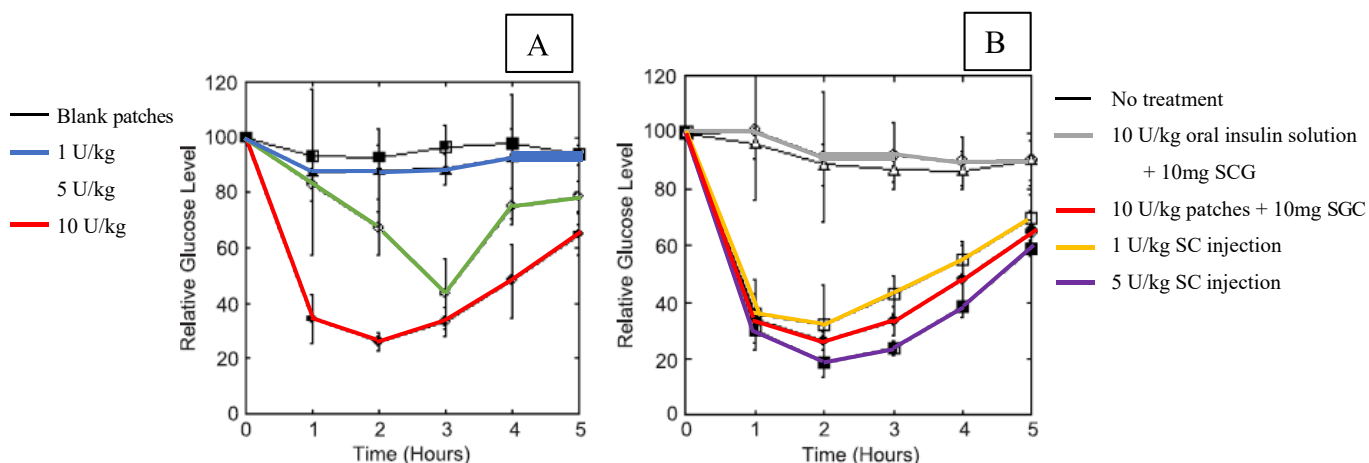 A
B
Blank patches
1 U/kg
5 U/kg
10 U/kg
Relative Glucose Level
120
100
80
60
40
20
0
0 1 2 3 4 5
Time (Hours)
Relative Glucose Level
120
100
80
60
40
20
0
0 1 2 3 4 5
Time (Hours)
No treatment
10 U/kg oral insulin solution
+ 10mg SCG
10 U/kg patches + 10mg SGC
1 U/kg SC injection
5 U/kg SC injection